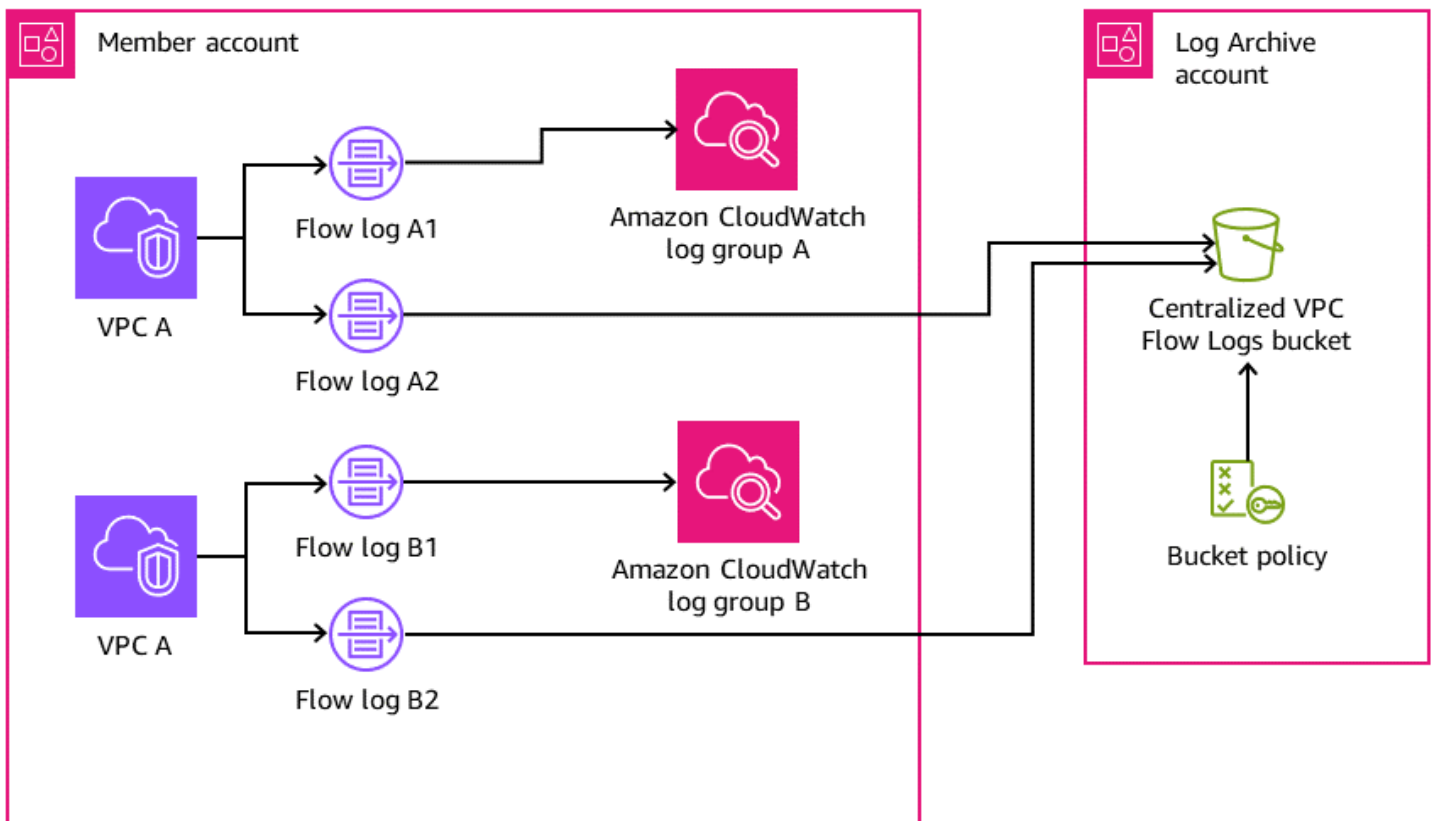 Member account
Flow log A1
Amazon CloudWatch
log group A
VPC A
Flow log A2
Flow log B1
Amazon CloudWatch
log group B
VPC A
Flow log B2
Log Archive
account
Centralized VPC
Flow Logs bucket
Bucket policy